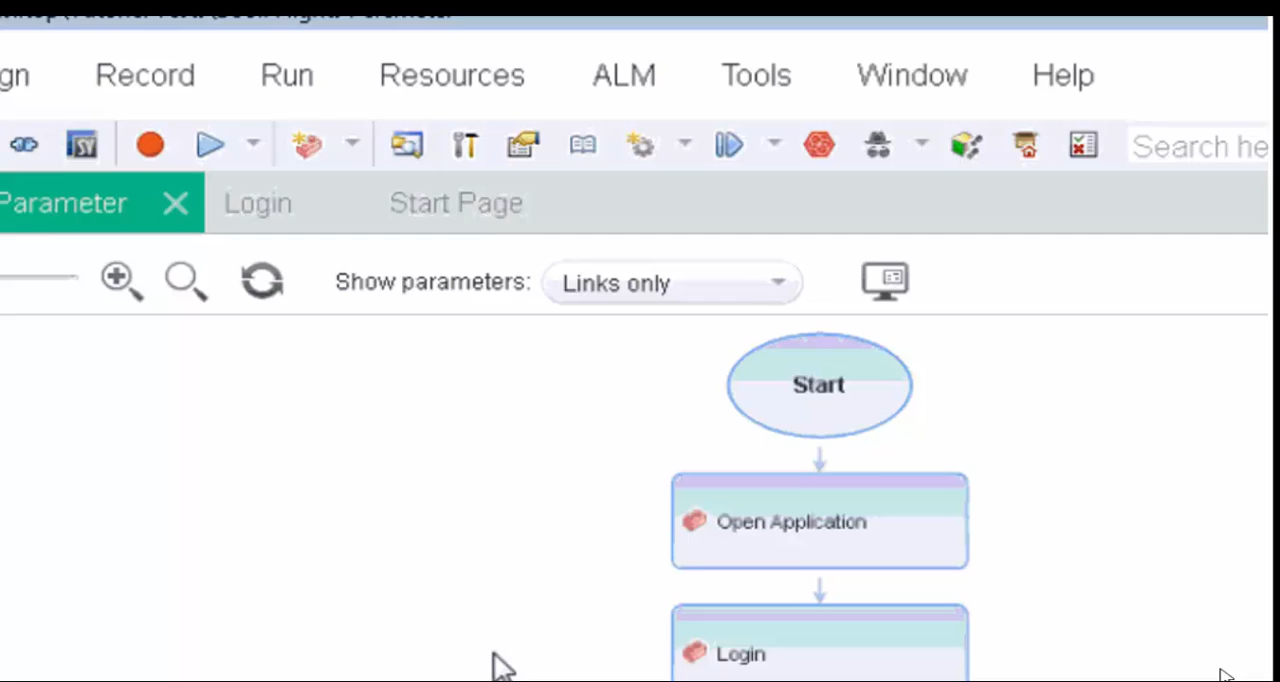 gn Record Run Resources ALM Tools Window Help
Search he
Parameter Login Start Page
Show parameters: Links only
Start
Open Application
Login